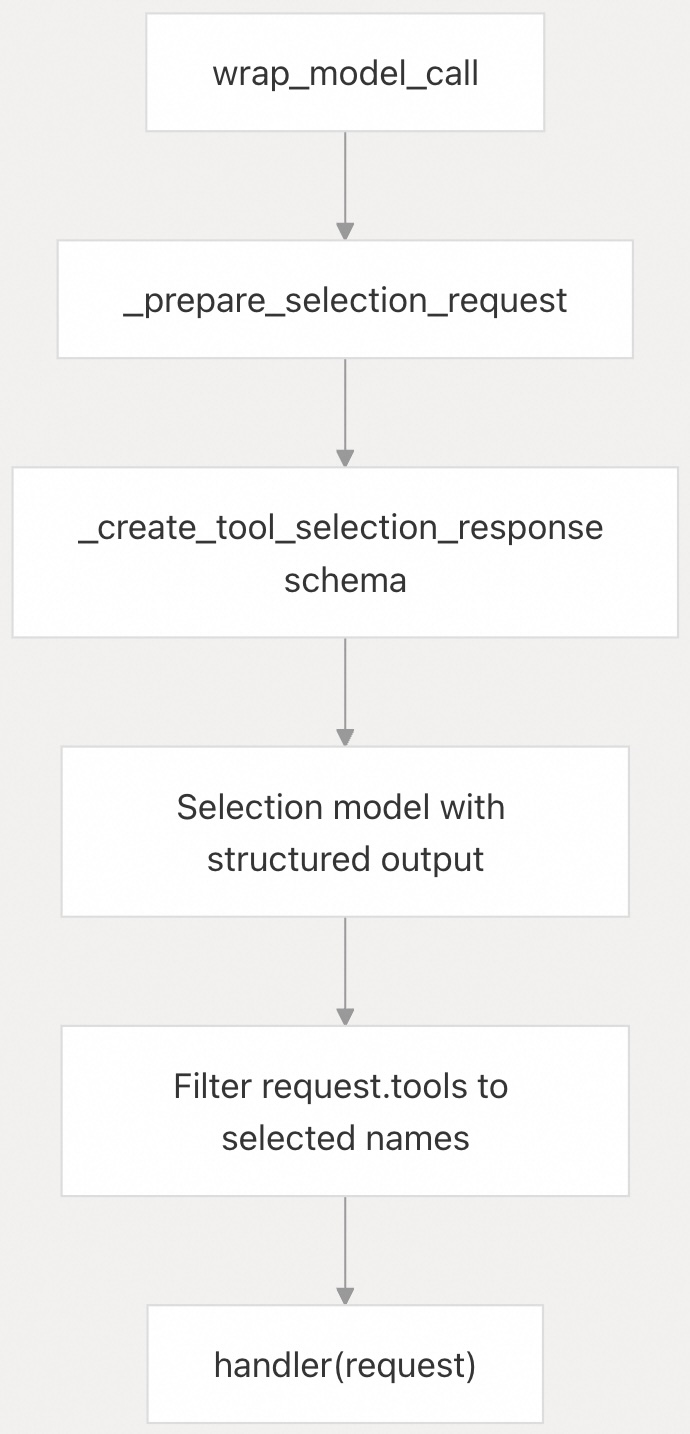 wrap_model_call
_prepare_selection_request
_create_tool_selection_response
schema
Selection model with
structured output
Filter request.tools to
selected names
handler(request)